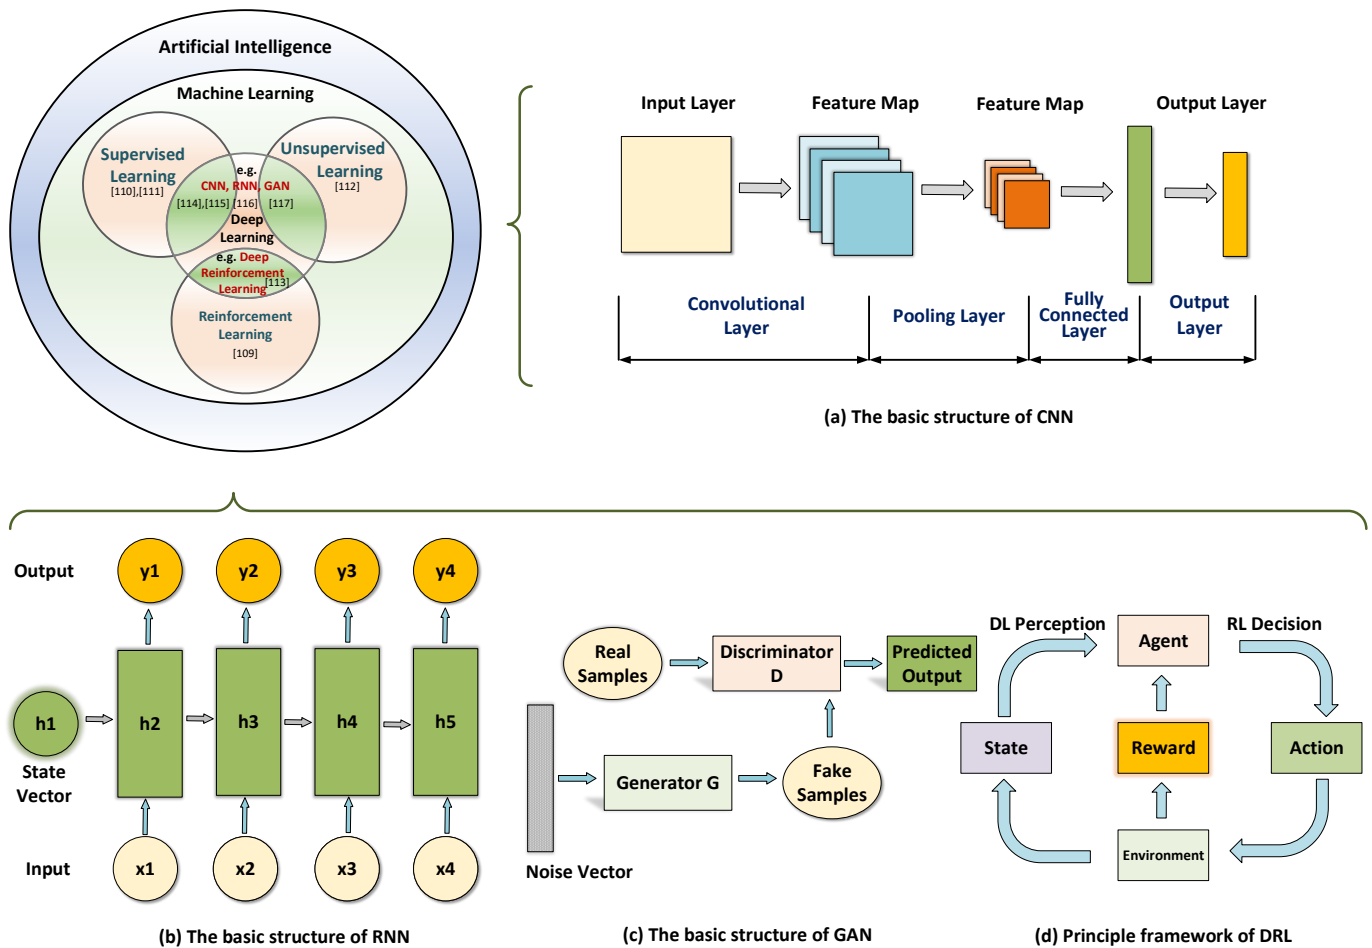 Artificial Intelligence
Machine Learning
Supervised
Learning
[110],[111]
Unsupervised
Learning
[112]
e.g.
CNN, RNN, GAN
[114],[115] [116] [117]
Deep
Learning
e.g. Deep
Reinforcement
Learning
[113]
Reinforcement
Learning
[109]
Input Layer
Feature Map
Feature Map
Output Layer
Convolutional
Layer
Pooling Layer
Fully
Connected
Layer
Output
Layer
(a) The basic structure of CNN
Output
y1
y2
y3
y4
h1
h2
h3
h4
h5
State
Vector
Input
x1
x2
x3
x4
(b) The basic structure of RNN
Real
Samples
Discriminator
D
Predicted
Output
Generator G
Fake
Samples
Noise Vector
(c) The basic structure of GAN
DL Perception
Agent
RL Decision
State
Reward
Action
Environment
(d) Principle framework of DRL